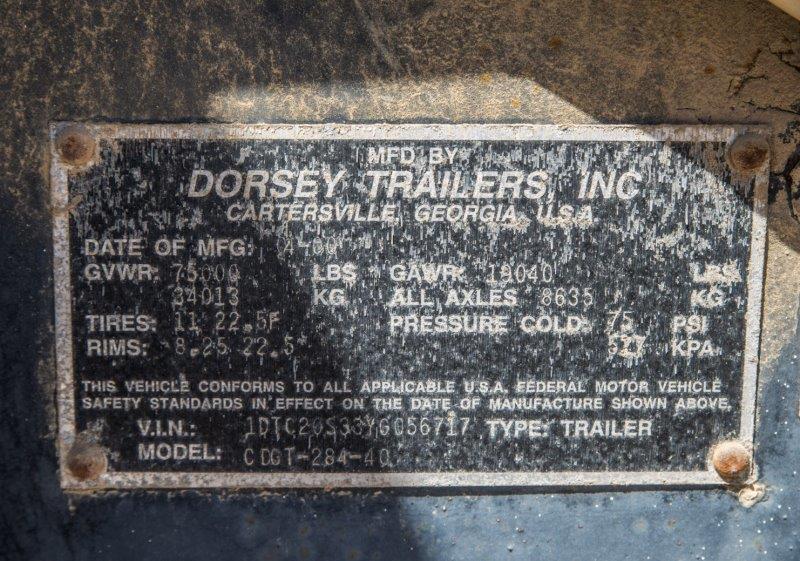 MFD BY
DORSEY TRAILERS, INC
CARTERSVILLE, GEORGIA, U.S.A
DATE OF MFG: 4-00
GVWR: 75000 LBS GAWR: 19040 LBS
34013 KG ALL AXLES 8635 KG
TIRES: 11 22.5F PRESSURE COLD: 75 PSI
RIMS: 8.25 22.5 517 KPA
THIS VEHICLE CONFORMS TO ALL APPLICABLE U.S.A. FEDERAL MOTOR VEHICLE
SAFETY STANDARDS IN EFFECT ON THE DATE OF MANUFACTURE SHOWN ABOVE.
V.I.N.: TYPE: TRAILER
MODEL: